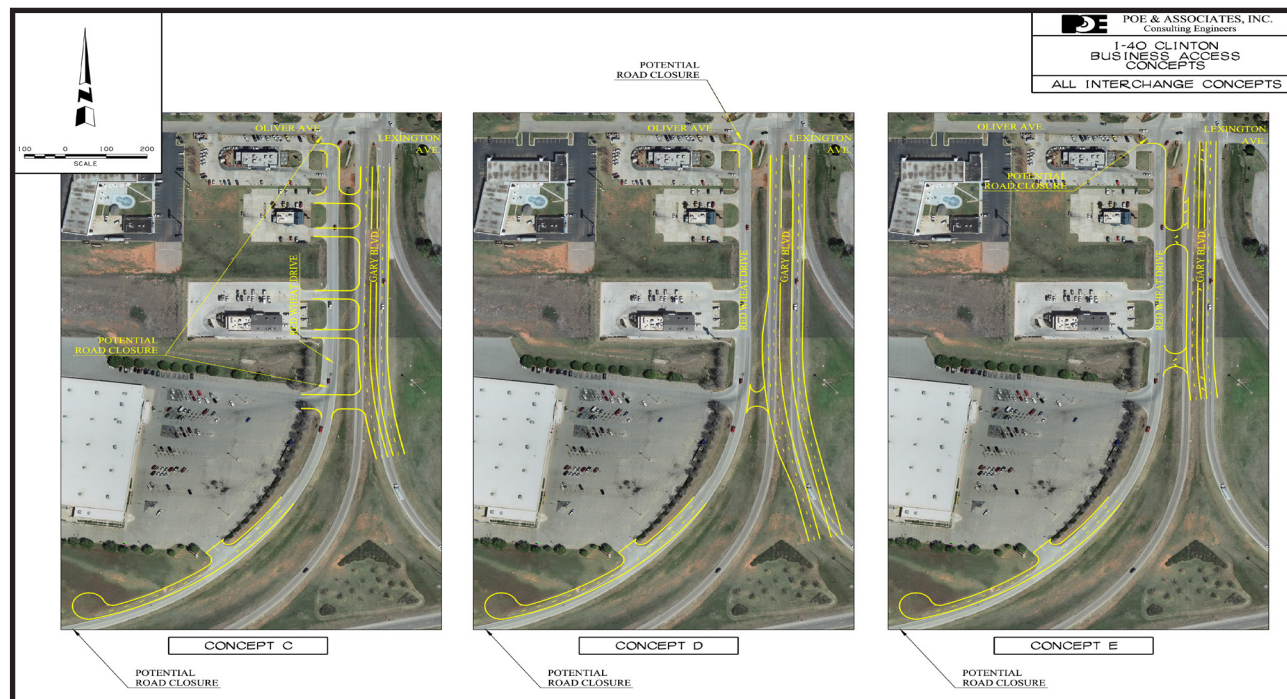 POE & ASSOCIATES, INC.
Consulting Engineers
I-40 CLINTON
BUSINESS ACCESS
CONCEPTS
ALL INTERCHANGE CONCEPTS
100 0 100 200
SCALE
OLIVER AVE.
LEXINGTON
AVE.
GARY BLVD
RED WHEAT DRIVE
POTENTIAL
ROAD CLOSURE
CONCEPT C
POTENTIAL
ROAD CLOSURE
POTENTIAL
ROAD CLOSURE
OLIVER AVE.
LEXINGTON
AVE.
RED WHEAT DRIVE
GARY BLVD
CONCEPT D
POTENTIAL
ROAD CLOSURE
OLIVER AVE.
LEXINGTON
AVE.
POTENTIAL
ROAD CLOSURE
RED WHEAT DRIVE
GARY BLVD
CONCEPT E
POTENTIAL
ROAD CLOSURE